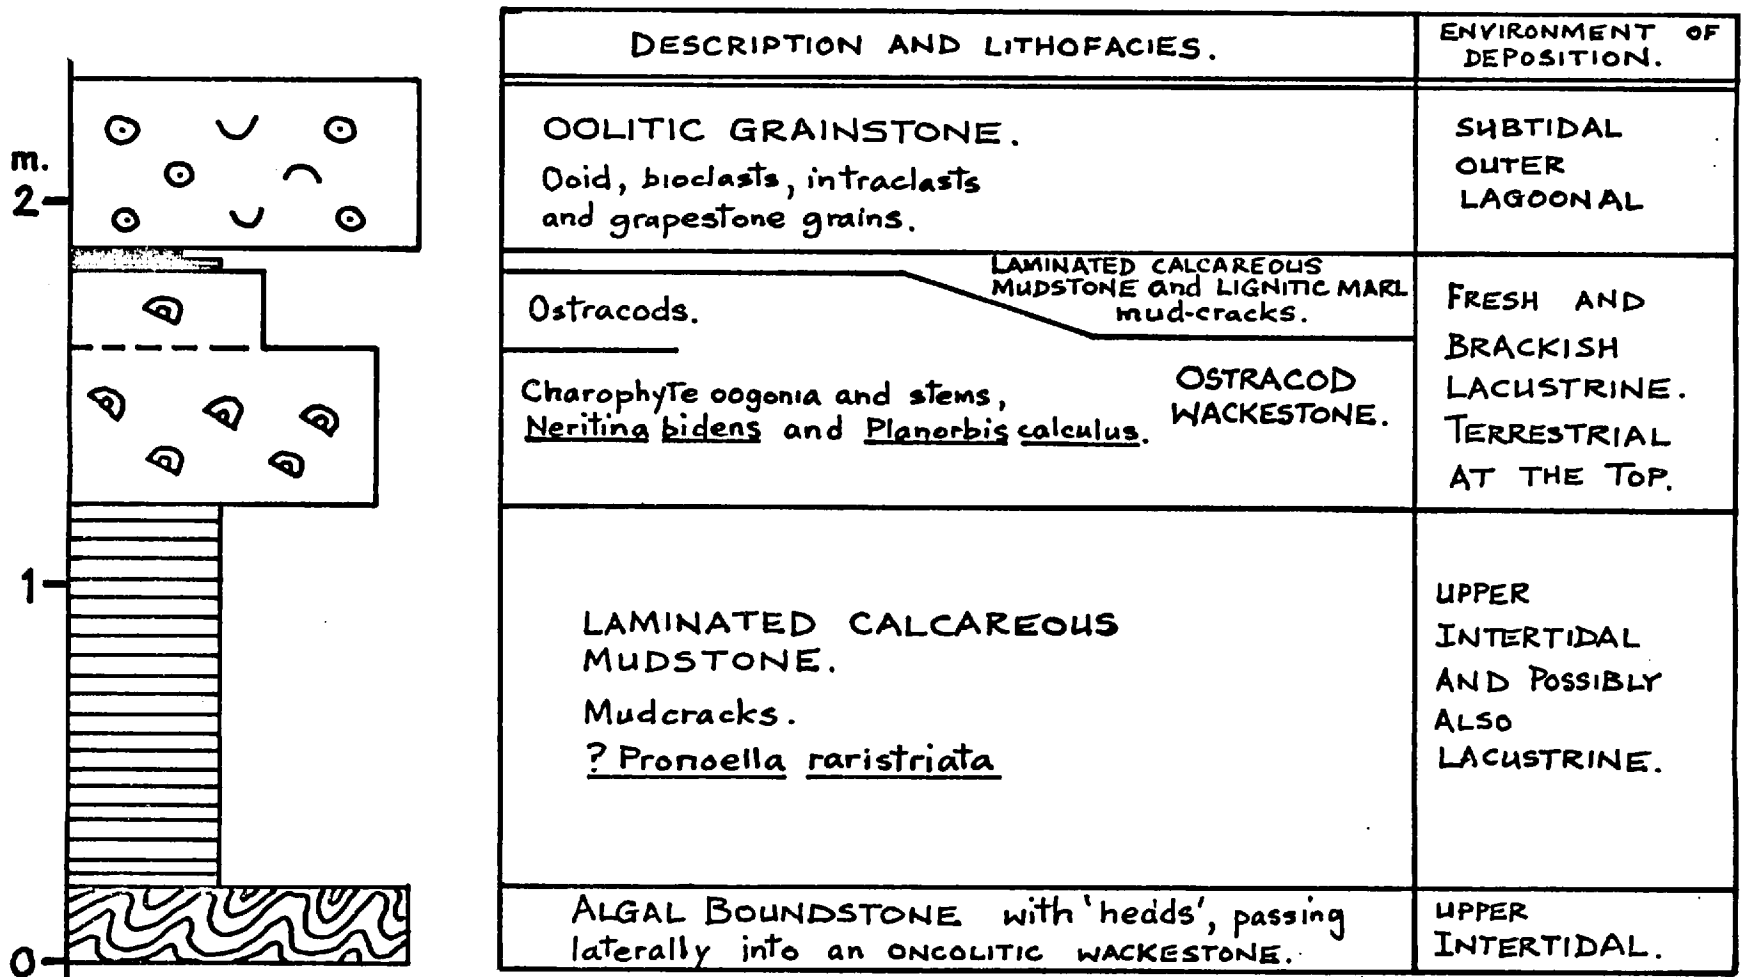 DESCRIPTION AND LITHOFACIES.
ENVIRONMENT OF
DEPOSITION.
m.
2
1
0
OOLITIC GRAINSTONE.
Ooid, bioclasts, intraclasts
and grapestone grains.
SUBTIDAL
OUTER
LAGOONAL
LAMINATED CALCAREOUS
MUDSTONE and LIGNITIC MARL
mud-cracks.
Ostracods.
Charophyte oogonia and stems,
Neritina bidens and Planorbis calculus.
OSTRACOD
WACKESTONE.
FRESH AND
BRACKISH
LACUSTRINE.
TERRESTRIAL
AT THE TOP.
LAMINATED CALCAREOUS
MUDSTONE.
Mudcracks.
? Pronoella raristriata
UPPER
INTERTIDAL
AND POSSIBLY
ALSO
LACUSTRINE.
ALGAL BOUNDSTONE with 'heads', passing
laterally into an ONCOLITIC WACKESTONE.
UPPER
INTERTIDAL.